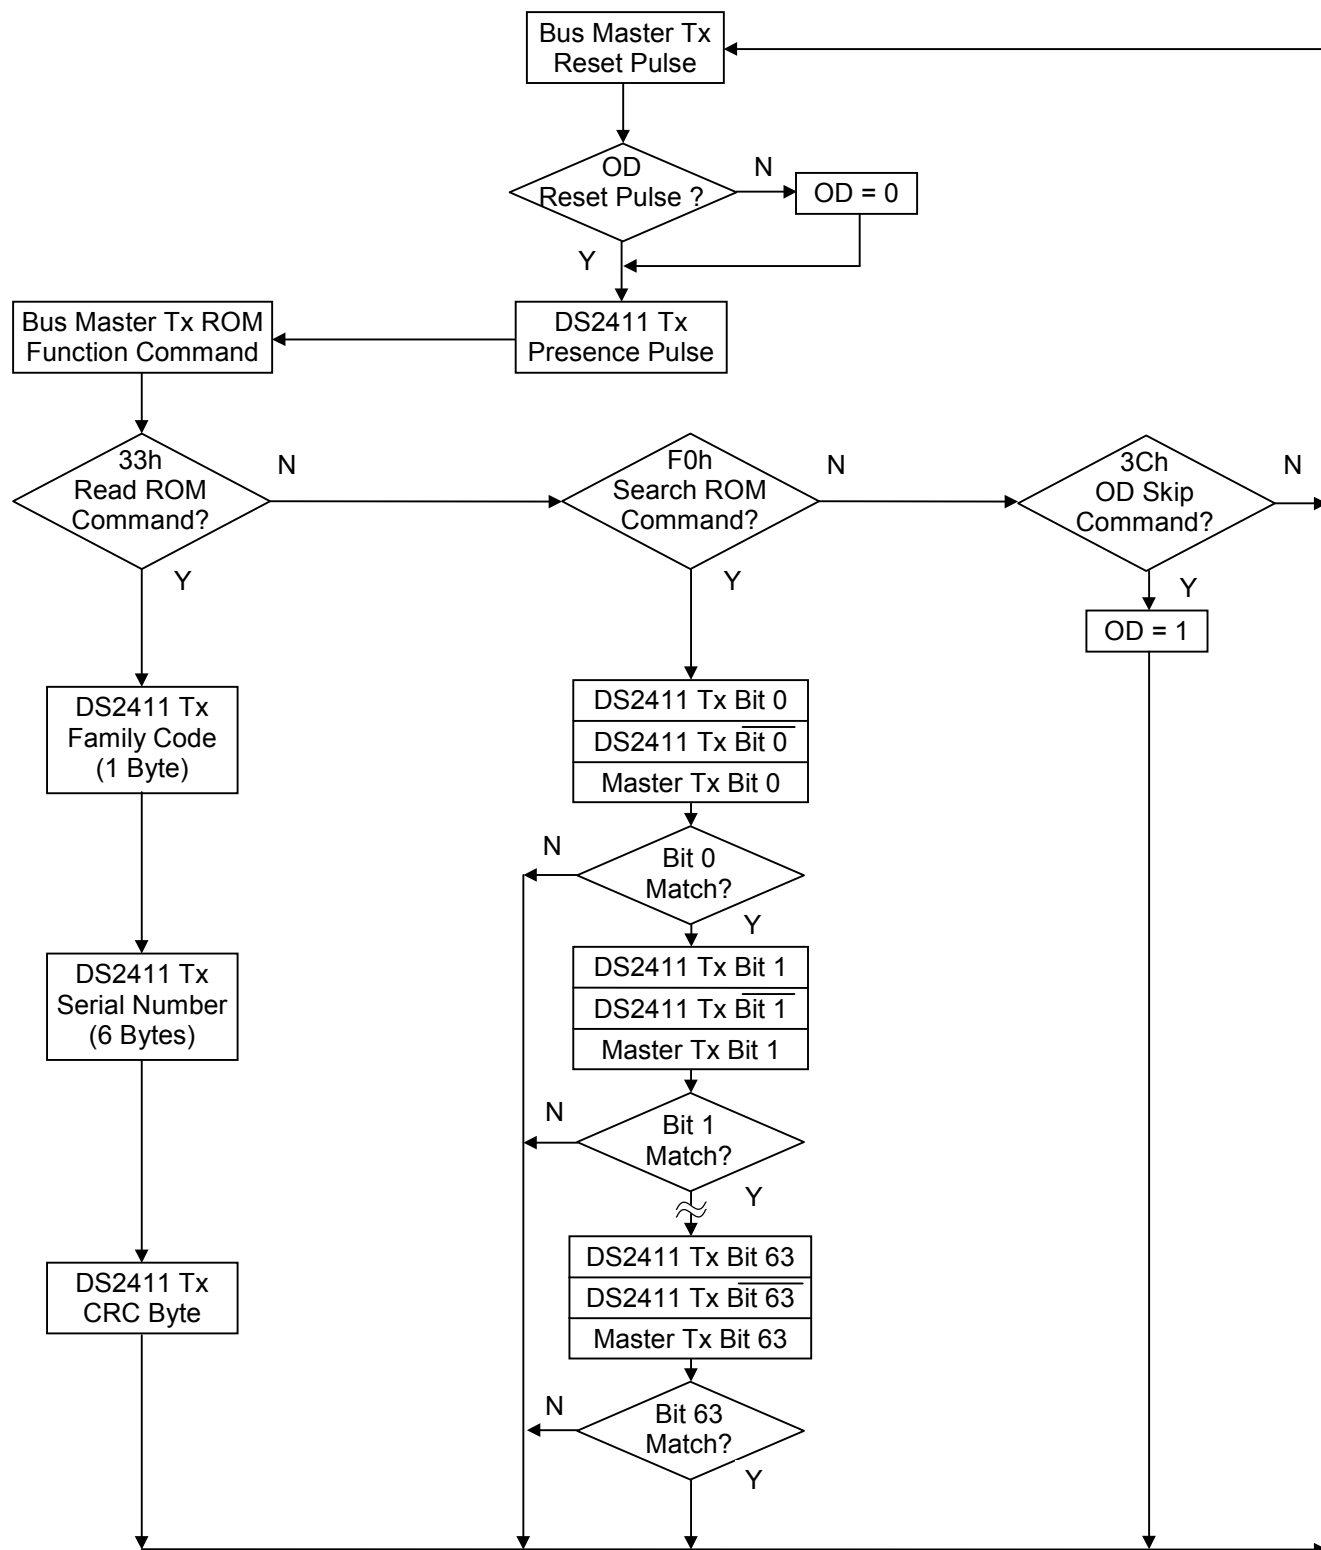 Bus Master Tx
Reset Pulse
OD
Reset Pulse ?
N
OD = 0
Y
Bus Master Tx ROM
Function Command
DS2411 Tx
Presence Pulse
33h
Read ROM
Command?
N
Y
F0h
Search ROM
Command?
N
Y
3Ch
OD Skip
Command?
N
Y
OD = 1
DS2411 Tx
Family Code
(1 Byte)
DS2411 Tx
Serial Number
(6 Bytes)
DS2411 Tx
CRC Byte
DS2411 Tx Bit 0
DS2411 Tx B̅i̅t̅ ̅0̅
Master Tx Bit 0
Bit 0
Match?
N
Y
DS2411 Tx Bit 1
DS2411 Tx B̅i̅t̅ ̅1̅
Master Tx Bit 1
Bit 1
Match?
N
Y
DS2411 Tx Bit 63
DS2411 Tx B̅i̅t̅ ̅6̅3̅
Master Tx Bit 63
Bit 63
Match?
N
Y